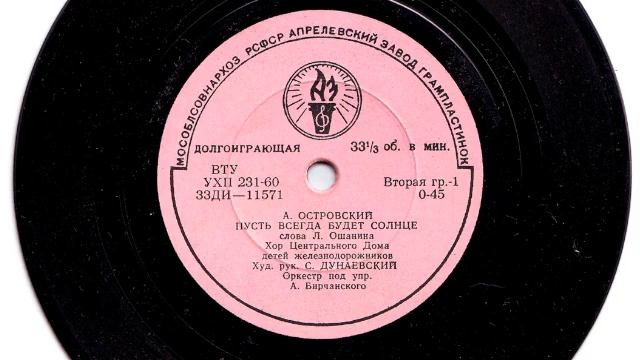 МОСОБЛСОВНАРХОЗ РСФСР АПРЕЛЕВСКИЙ ЗАВОД ГРАМПЛАСТИНОК
АЗ
ДОЛГОИГРАЮЩАЯ 33⅓ об. в мин.
ВТУ
УХП 231-60 Вторая гр.-1
33Д—11571 0-45
А. ОСТРОВСКИЙ
ПУСТЬ ВСЕГДА БУДЕТ СОЛНЦЕ
слова Л. Ошанина
Хор Центрального Дома
детей железнодорожников
Худ. рук. С. ДУНАЕВСКИЙ
Оркестр под упр.
А. Бирчанского